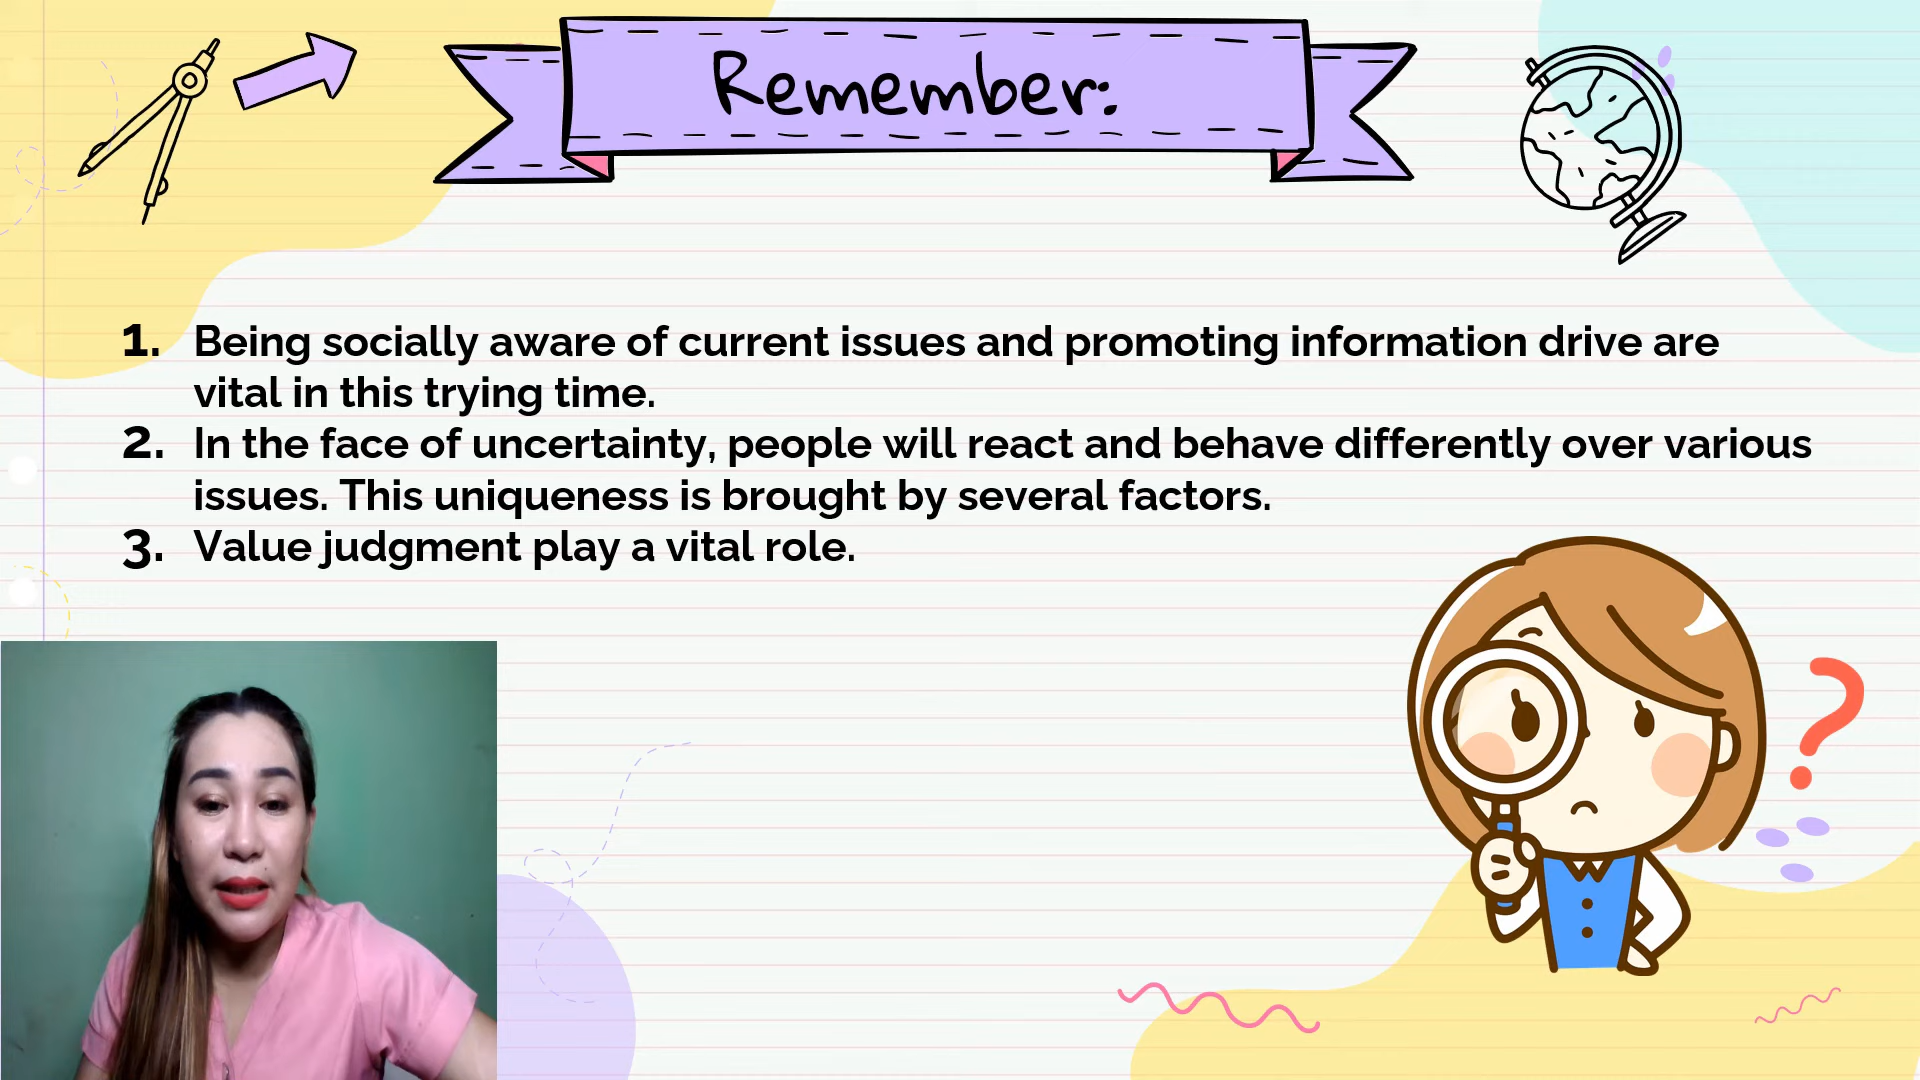 Remember:
1. Being socially aware of current issues and promoting information drive are
vital in this trying time.
2. In the face of uncertainty, people will react and behave differently over various
issues. This uniqueness is brought by several factors.
3. Value judgment play a vital role.
?